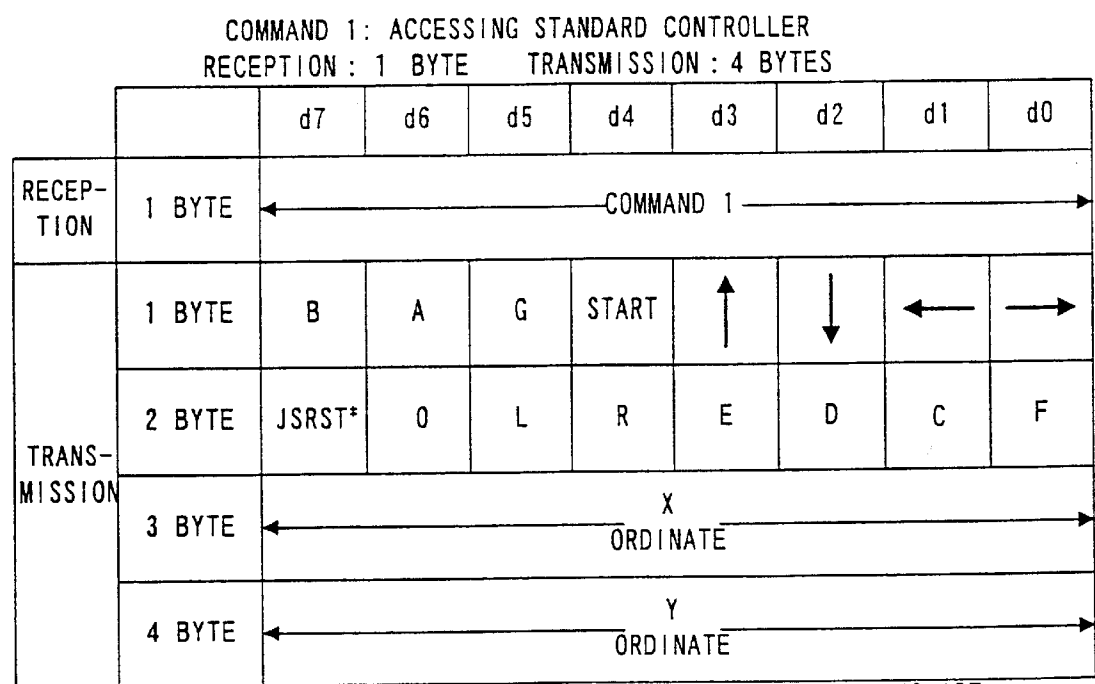 COMMAND 1: ACCESSING STANDARD CONTROLLER
RECEPTION : 1 BYTE TRANSMISSION : 4 BYTES
d7 d6 d5 d4 d3 d2 d1 d0
RECEP-
TION
1 BYTE
COMMAND 1
TRANS-
MISSION
1 BYTE B A G START ↑ ↓ ← →
2 BYTE JSRST* 0 L R E D C F
3 BYTE
X
ORDINATE
4 BYTE
Y
ORDINATE